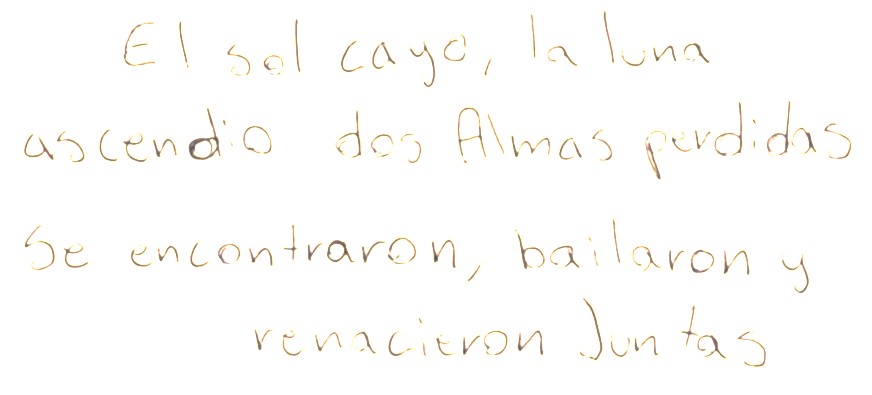 El sol cayo, la luna
ascendio dos Almas perdidas
Se encontraron, bailaron y
renacieron Juntas